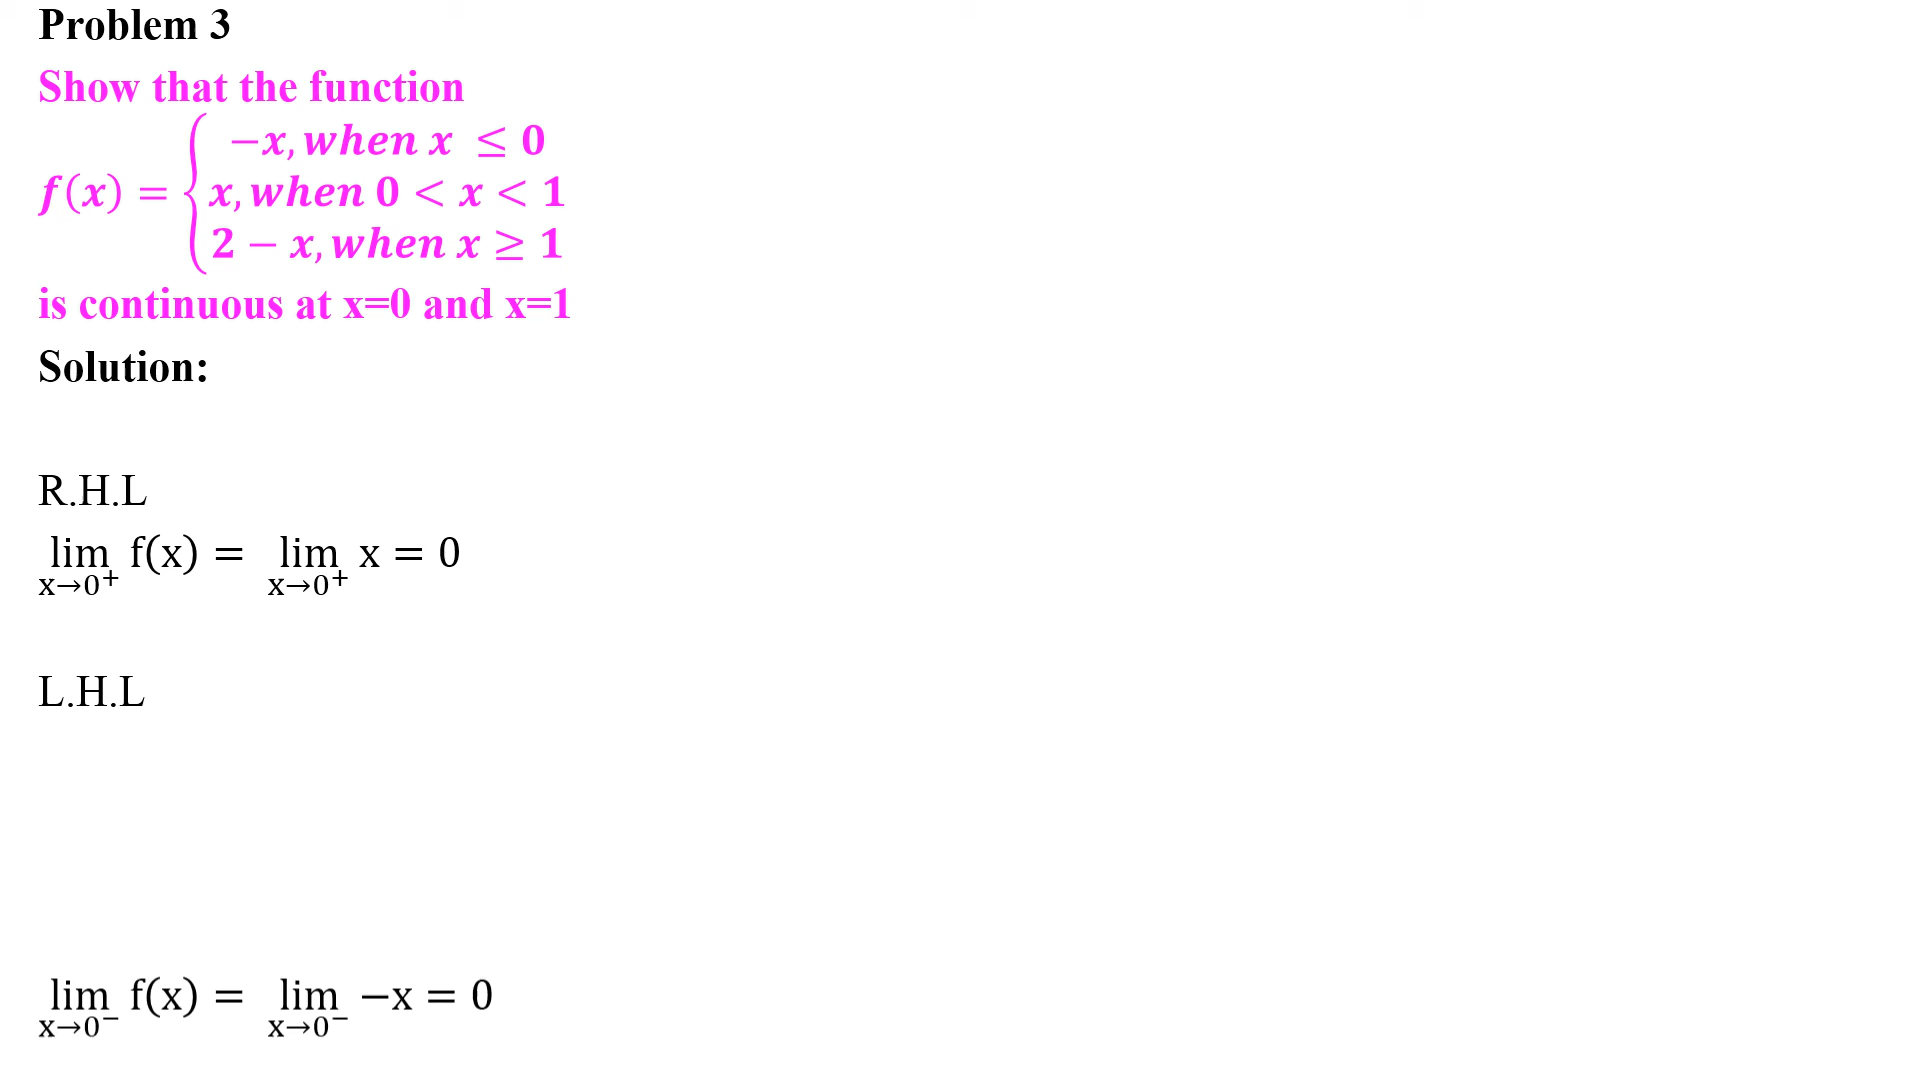 Problem 3
Show that the function
f(x) = { −x, when x ≤ 0
x, when 0 < x < 1
2 − x, when x ≥ 1
is continuous at x=0 and x=1
Solution:
R.H.L
lim x→0⁺ f(x) = lim x→0⁺ x = 0
L.H.L
lim x→0⁻ f(x) = lim x→0⁻ −x = 0